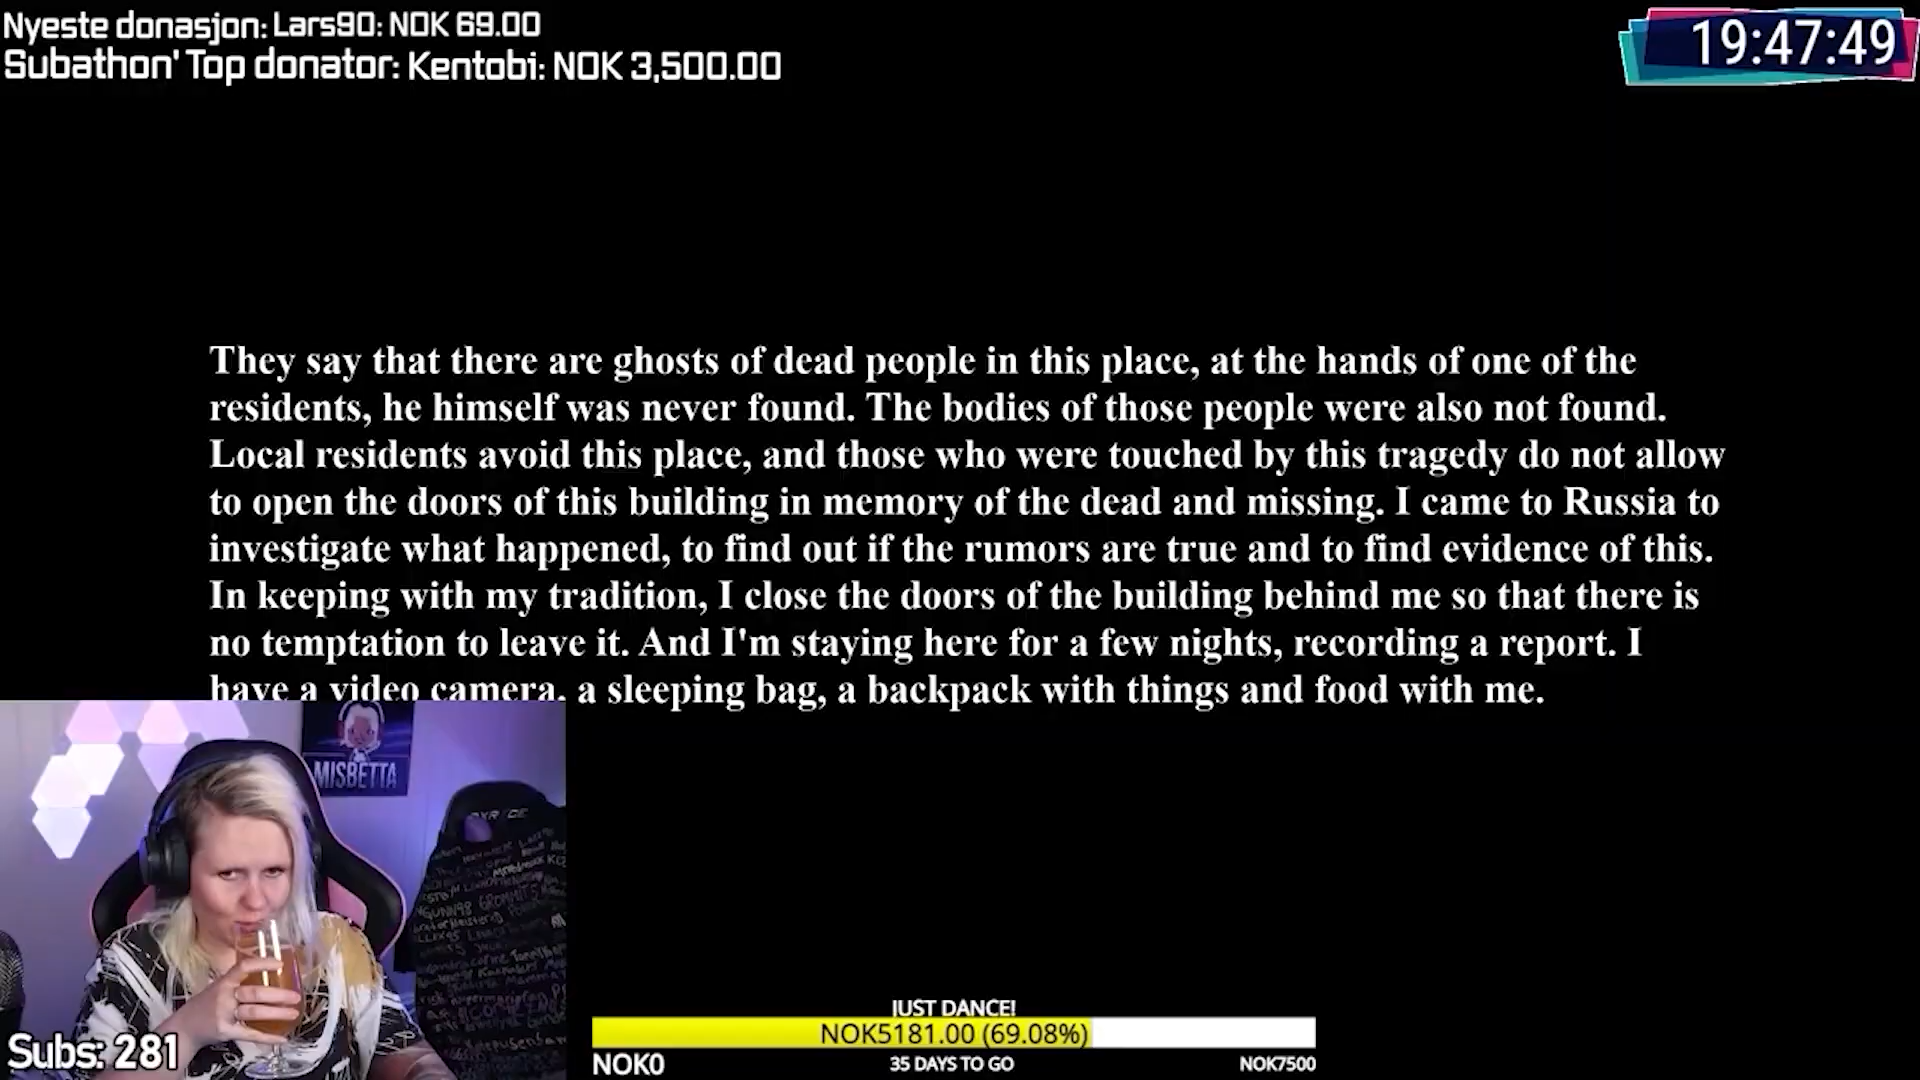 Nyeste donasjon: Lars90: NOK 69.00
Subathon' Top donator: Kentobi: NOK 3,500.00
19:47:49
They say that there are ghosts of dead people in this place, at the hands of one of the
residents, he himself was never found. The bodies of those people were also not found.
Local residents avoid this place, and those who were touched by this tragedy do not allow
to open the doors of this building in memory of the dead and missing. I came to Russia to
investigate what happened, to find out if the rumors are true and to find evidence of this.
In keeping with my tradition, I close the doors of the building behind me so that there is
no temptation to leave it. And I'm staying here for a few nights, recording a report. I
have a video camera, a sleeping bag, a backpack with things and food with me.
MISBETTA
Subs: 281
JUST DANCE!
NOK5181.00 (69.08%)
NOK0
35 DAYS TO GO
NOK7500